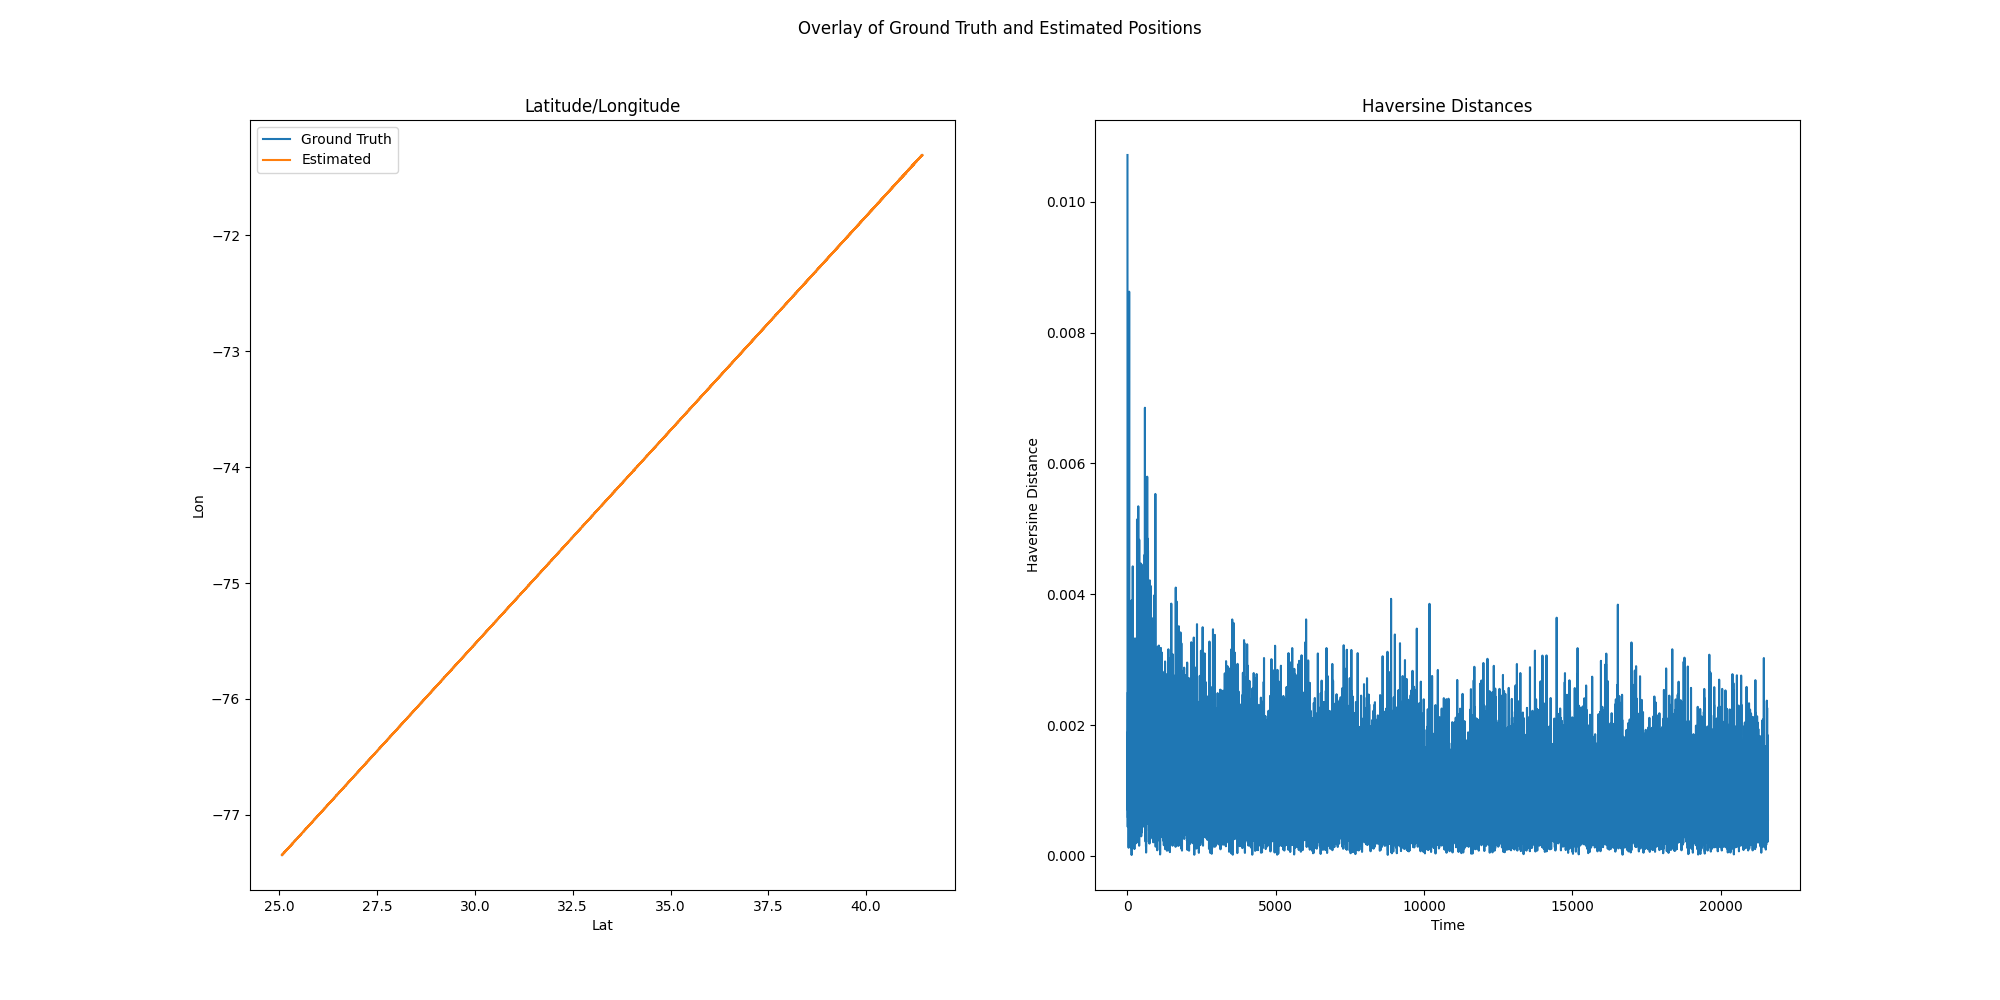 Overlay of Ground Truth and Estimated Positions
Latitude/Longitude
Ground Truth
Estimated
−72
−73
−74
−75
−76
−77
Lon
25.0 27.5 30.0 32.5 35.0 37.5 40.0
Lat
Haversine Distances
0.010
0.008
0.006
0.004
0.002
0.000
Haversine Distance
0 5000 10000 15000 20000
Time